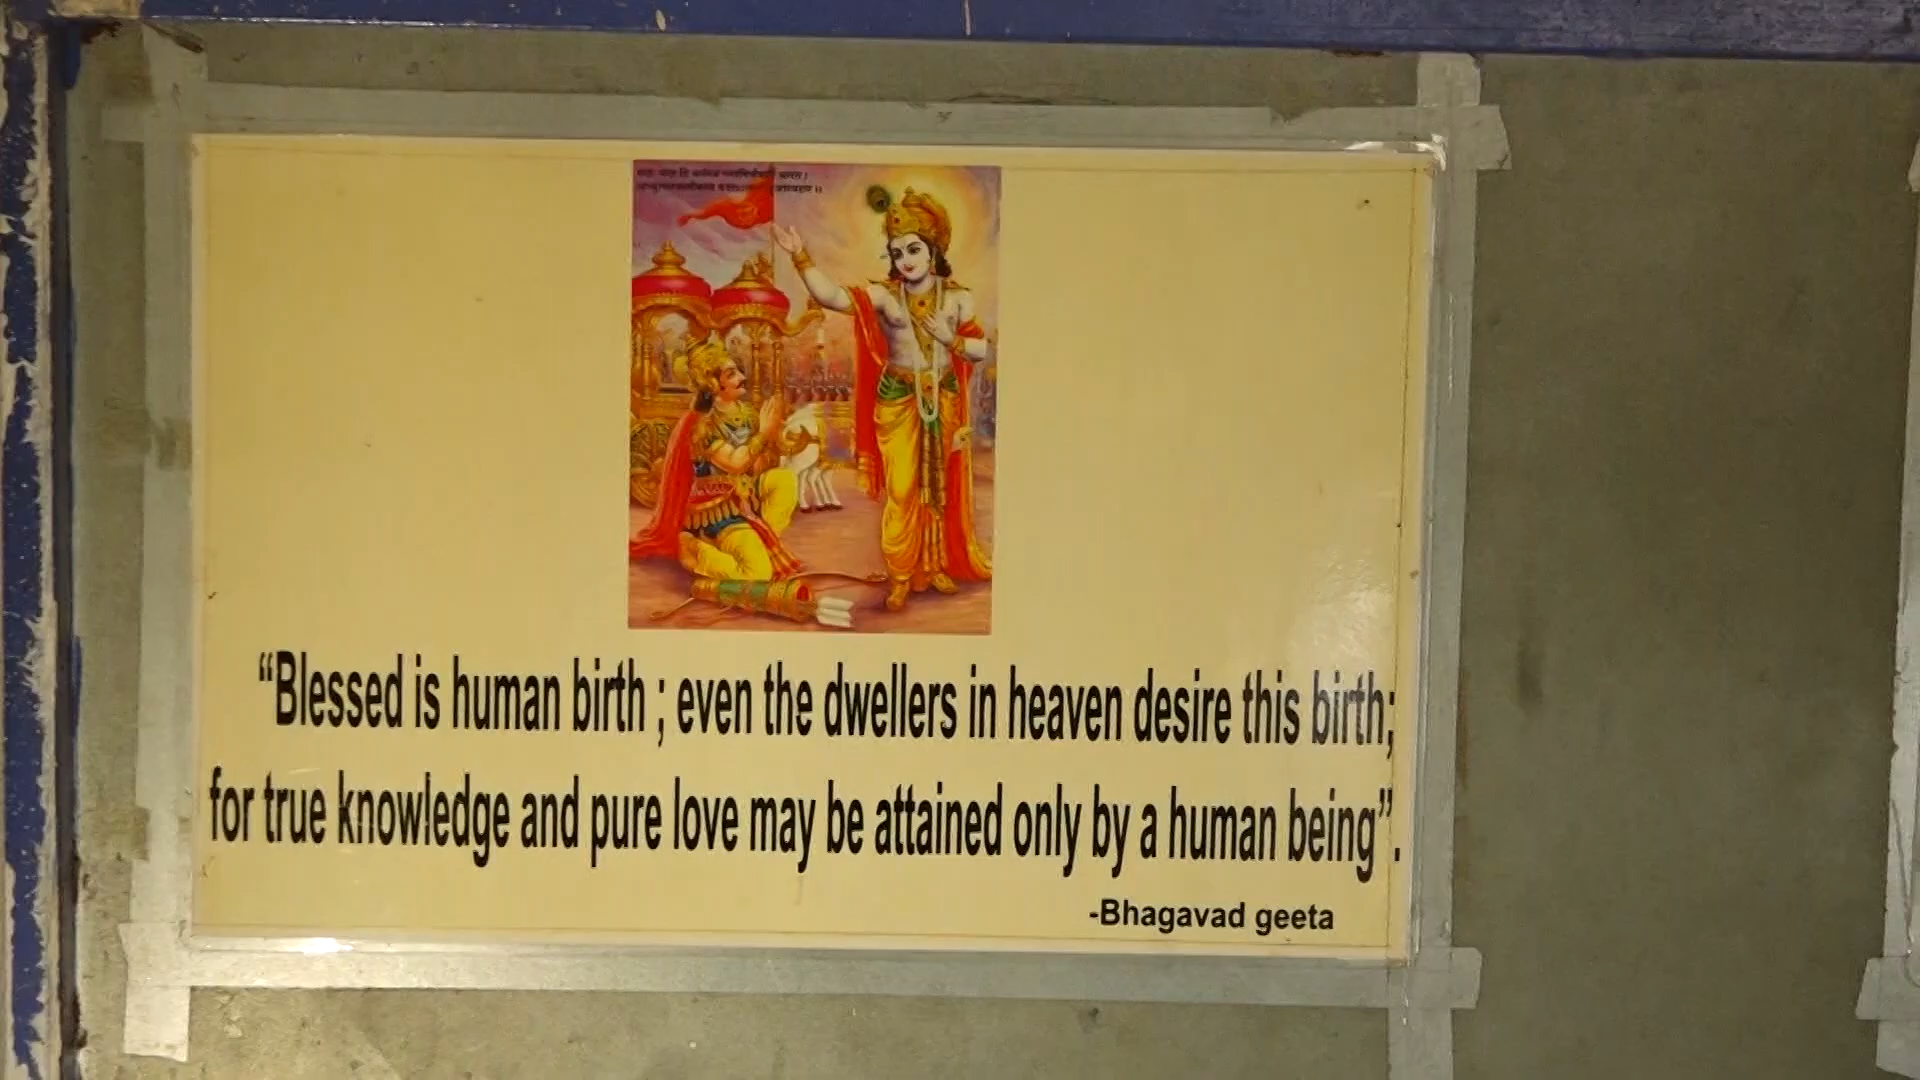 “Blessed is human birth ; even the dwellers in heaven desire this birth;
for true knowledge and pure love may be attained only by a human being”.
-Bhagavad geeta